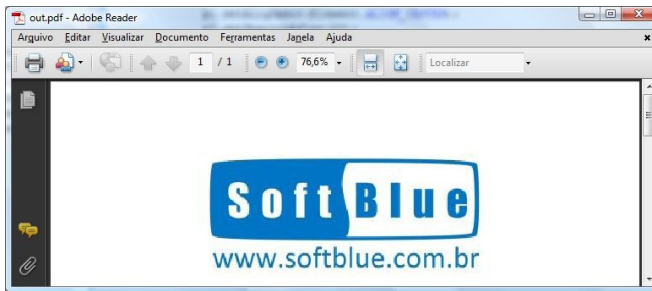 out.pdf - Adobe Reader
Arquivo Editar Visualizar Documento Ferramentas Janela Ajuda
1 / 1 76,6% Localizar
Soft Blue
www.softblue.com.br